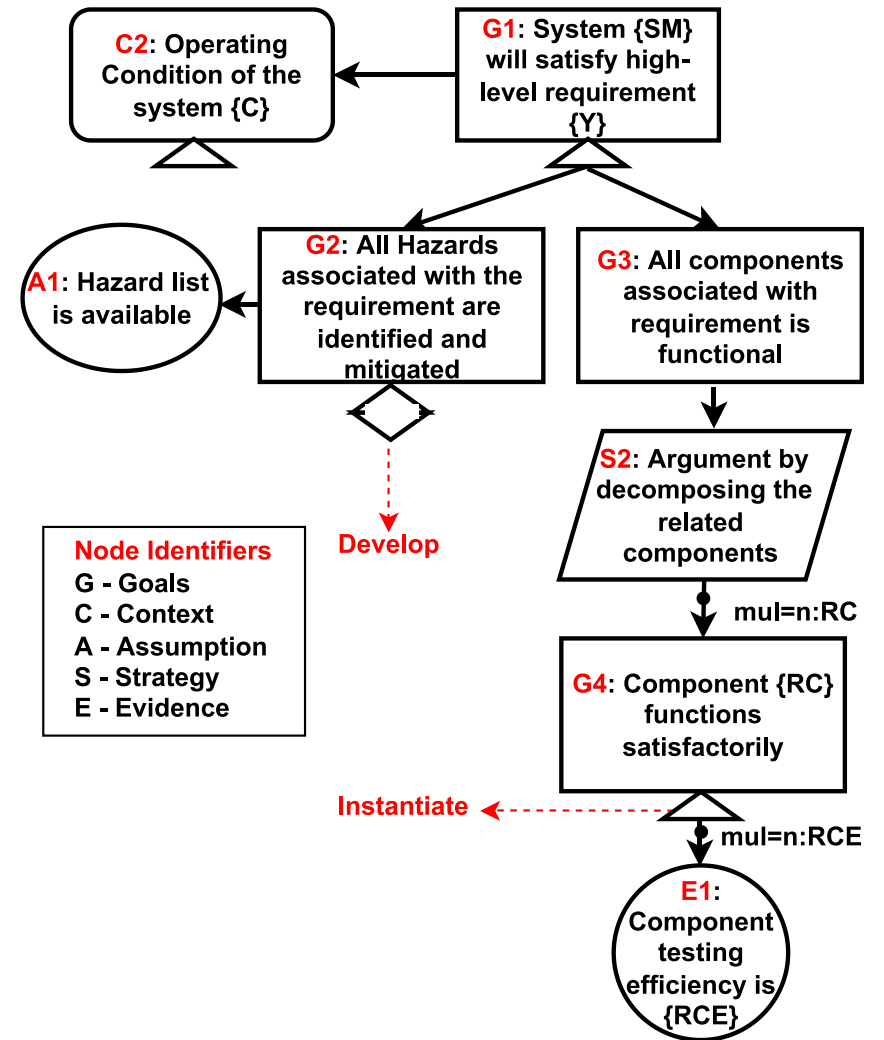 C2: Operating
Condition of the
system {C}
G1: System {SM}
will satisfy high-
level requirement
{Y}
A1: Hazard list
is available
G2: All Hazards
associated with the
requirement are
identified and
mitigated
G3: All components
associated with
requirement is
functional
Develop
S2: Argument by
decomposing the
related
components
mul=n:RC
Node Identifiers
G - Goals
C - Context
A - Assumption
S - Strategy
E - Evidence
G4: Component {RC}
functions
satisfactorily
Instantiate
mul=n:RCE
E1:
Component
testing
efficiency is
{RCE}